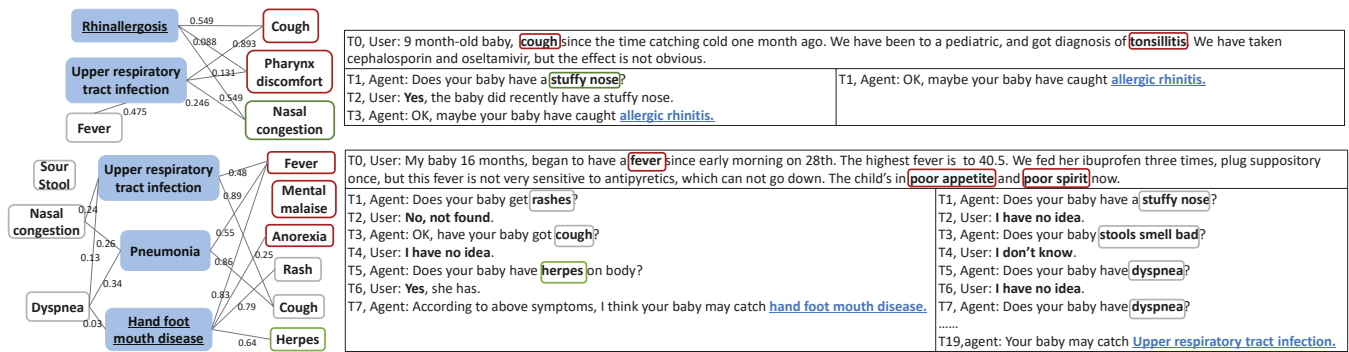 Rhinallergosis
0.549
Cough
0.088
0.893
Pharynx
discomfort
Upper respiratory
tract infection
0.131
0.246
0.549
0.475
Nasal
congestion
Fever
T0, User: 9 month-old baby, cough since the time catching cold one month ago. We have been to a pediatric, and got diagnosis of tonsillitis. We have taken
cephalosporin and oseltamivir, but the effect is not obvious.
T1, Agent: Does your baby have a stuffy nose?
T2, User: Yes, the baby did recently have a stuffy nose.
T3, Agent: OK, maybe your baby have caught allergic rhinitis.
T1, Agent: OK, maybe your baby have caught allergic rhinitis.
Sour
Stool
Upper respiratory
tract infection
Fever
0.48
0.89
Mental
malaise
Nasal
congestion
0.24
0.26
0.13
Pneumonia
0.55
Anorexia
0.25
0.86
Rash
0.34
0.83
0.79
Dyspnea
0.03
Cough
Hand foot
mouth disease
0.64
Herpes
T0, User: My baby 16 months, began to have a fever since early morning on 28th. The highest fever is to 40.5. We fed her ibuprofen three times, plug suppository
once, but this fever is not very sensitive to antipyretics, which can not go down. The child's in poor appetite and poor spirit now.
T1, Agent: Does your baby get rashes?
T2, User: No, not found.
T3, Agent: OK, have your baby got cough?
T4, User: I have no idea.
T5, Agent: Does your baby have herpes on body?
T6, User: Yes, she has.
T7, Agent: According to above symptoms, I think your baby may catch hand foot mouth disease.
T1, Agent: Does your baby have a stuffy nose?
T2, User: I have no idea.
T3, Agent: Does your baby stools smell bad?
T4, User: I don't know.
T5, Agent: Does your baby have dyspnea?
T6, User: I have no idea.
T7, Agent: Does your baby have dyspnea?
......
T19,agent: Your baby may catch Upper respiratory tract infection.